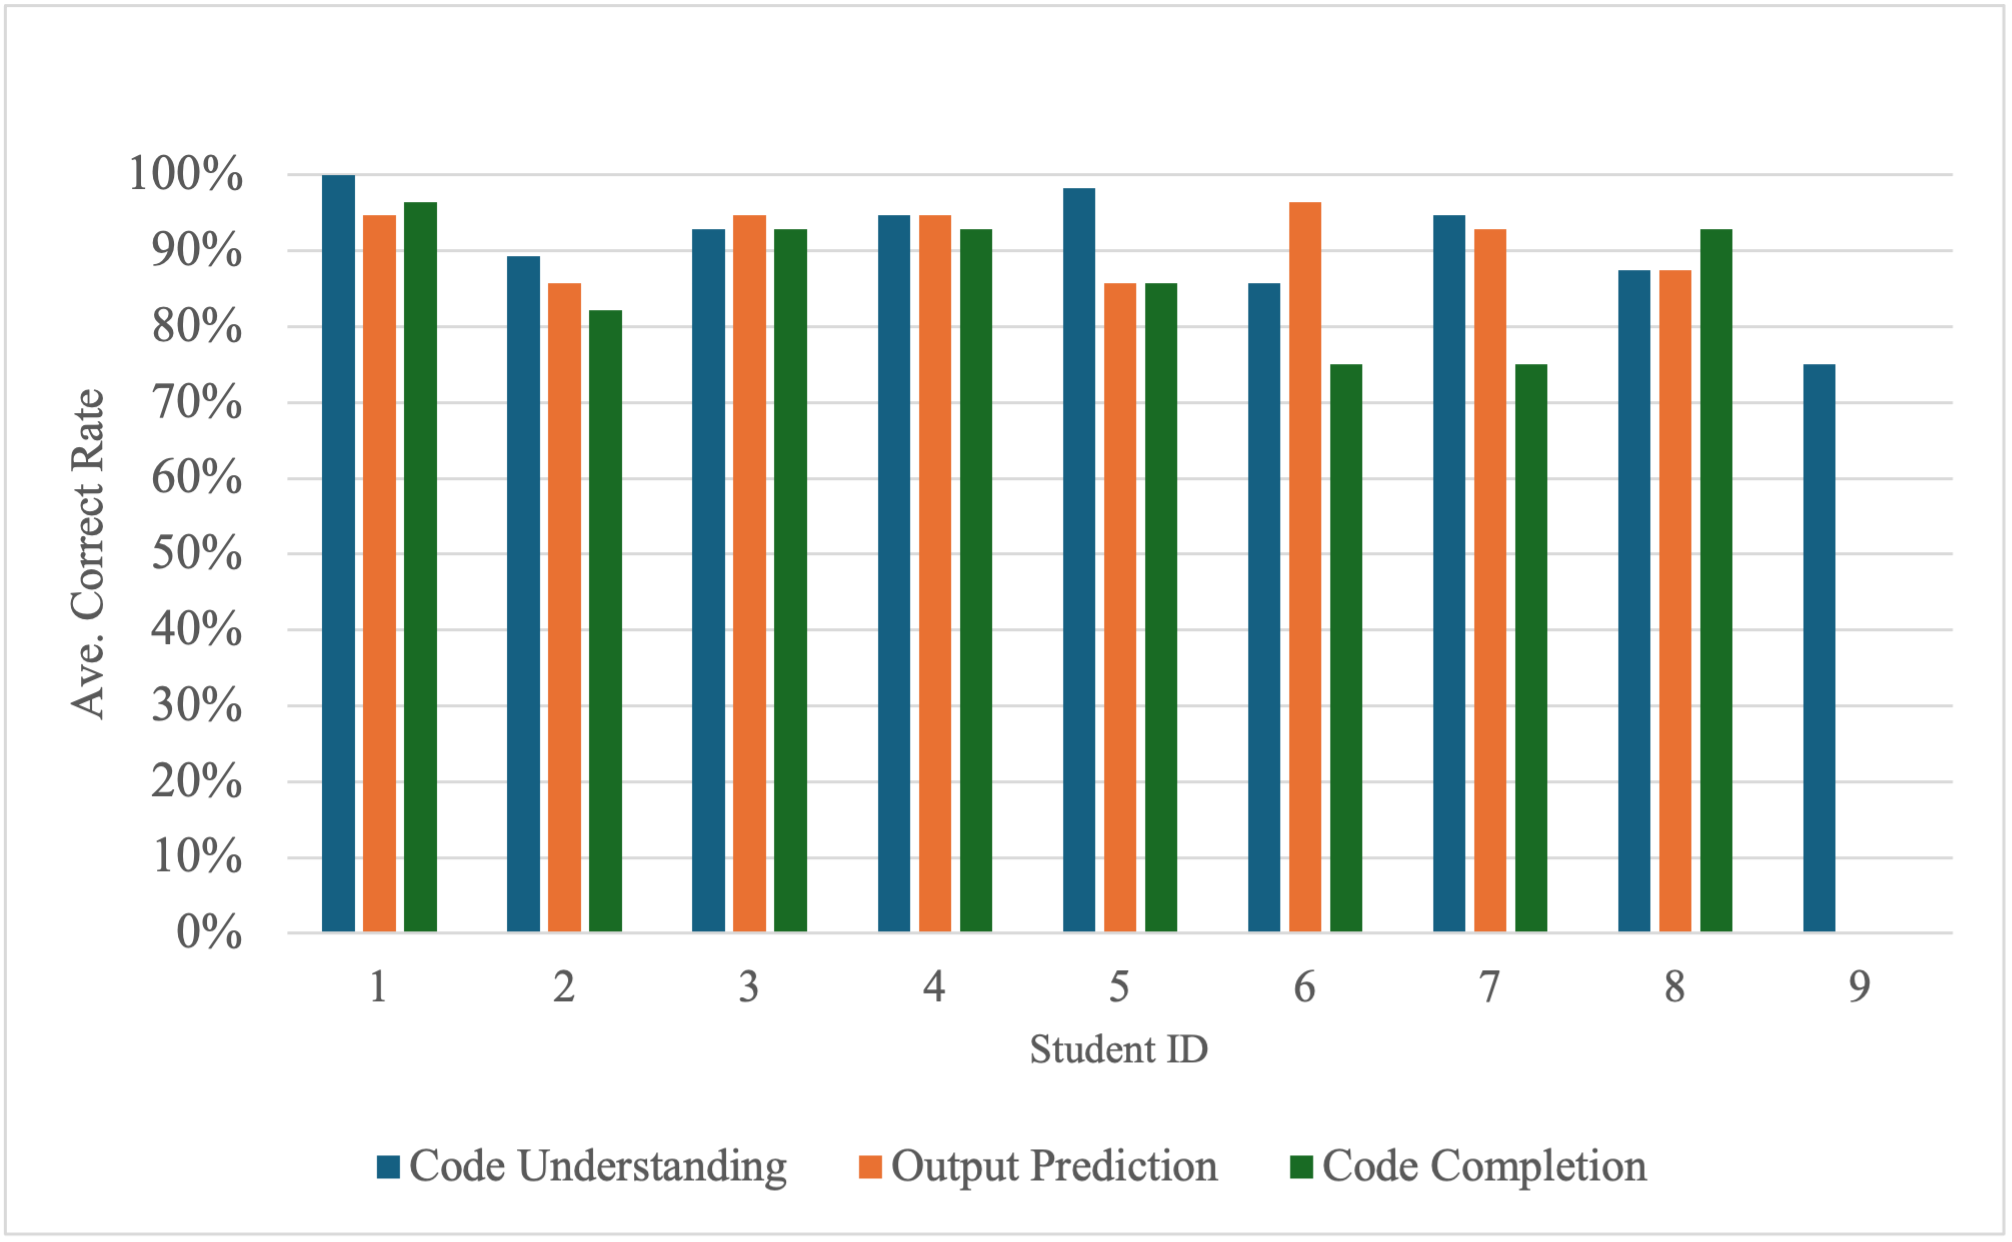 100%
90%
80%
70%
60%
50%
40%
30%
20%
10%
0%
Ave. Correct Rate
1 2 3 4 5 6 7 8 9
Student ID
Code Understanding Output Prediction Code Completion